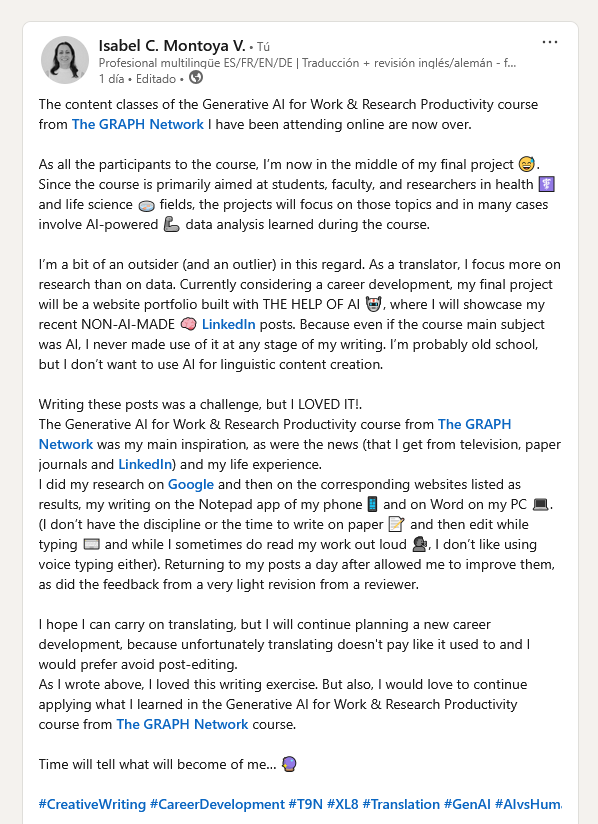 Isabel C. Montoya V. • Tú
Profesional multilingüe ES/FR/EN/DE | Traducción + revisión inglés/alemán - f...
1 día • Editado •
The content classes of the Generative AI for Work & Research Productivity course
from The GRAPH Network I have been attending online are now over.
As all the participants to the course, I’m now in the middle of my final project 😅.
Since the course is primarily aimed at students, faculty, and researchers in health ⚕️
and life science 🧫 fields, the projects will focus on those topics and in many cases
involve AI-powered 🦾 data analysis learned during the course.
I’m a bit of an outsider (and an outlier) in this regard. As a translator, I focus more on
research than on data. Currently considering a career development, my final project
will be a website portfolio built with THE HELP OF AI 🤖, where I will showcase my
recent NON-AI-MADE 🧠 LinkedIn posts. Because even if the course main subject
was AI, I never made use of it at any stage of my writing. I’m probably old school,
but I don’t want to use AI for linguistic content creation.
Writing these posts was a challenge, but I LOVED IT!.
The Generative AI for Work & Research Productivity course from The GRAPH
Network was my main inspiration, as were the news (that I get from television, paper
journals and LinkedIn) and my life experience.
I did my research on Google and then on the corresponding websites listed as
results, my writing on the Notepad app of my phone 📱 and on Word on my PC 💻.
(I don’t have the discipline or the time to write on paper 📝 and then edit while
typing ⌨️ and while I sometimes do read my work out loud 🗣️, I don’t like using
voice typing either). Returning to my posts a day after allowed me to improve them,
as did the feedback from a very light revision from a reviewer.
I hope I can carry on translating, but I will continue planning a new career
development, because unfortunately translating doesn't pay like it used to and I
would prefer avoid post-editing.
As I wrote above, I loved this writing exercise. But also, I would love to continue
applying what I learned in the Generative AI for Work & Research Productivity
course from The GRAPH Network course.
Time will tell what will become of me... 🔮
#CreativeWriting #CareerDevelopment #T9N #XL8 #Translation #GenAI #AIvsHum